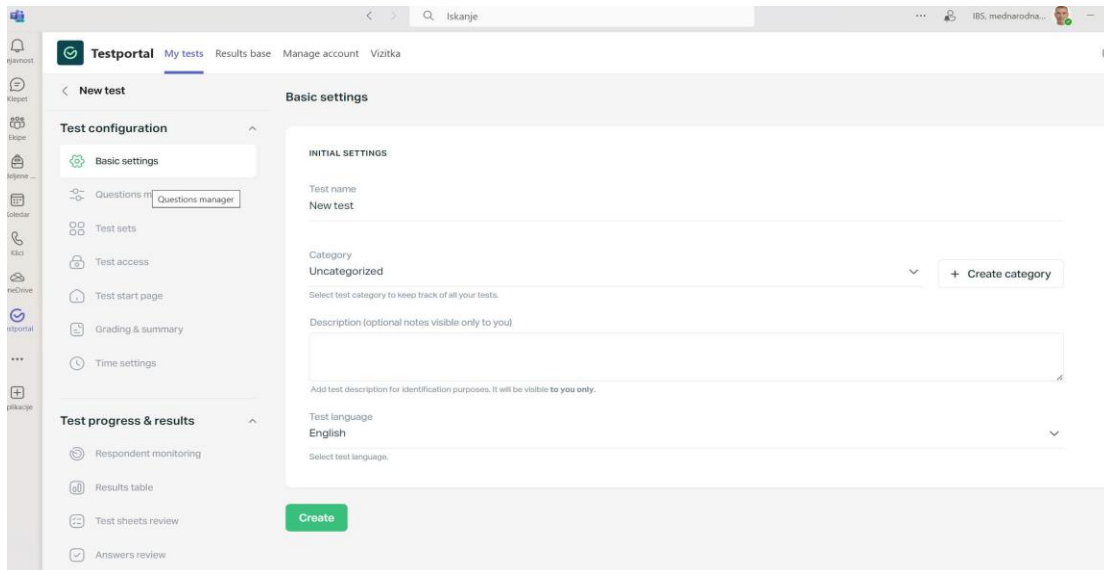 Iskanje
IBS, mednarodna...
Testportal My tests Results base Manage account Vizitka
New test
Test configuration
Basic settings
Questions m
Questions manager
Test sets
Test access
Test start page
Grading & summary
Time settings
Test progress & results
Respondent monitoring
Results table
Test sheets review
Answers review
Klepet
Ekipe
Klici
Basic settings
INITIAL SETTINGS
Test name
New test
Category
Uncategorized
+ Create category
Select test category to keep track of all your tests.
Description (optional notes visible only to you)
Add test description for identification purposes. It will be visible to you only.
Test language
English
Select test language.
Create